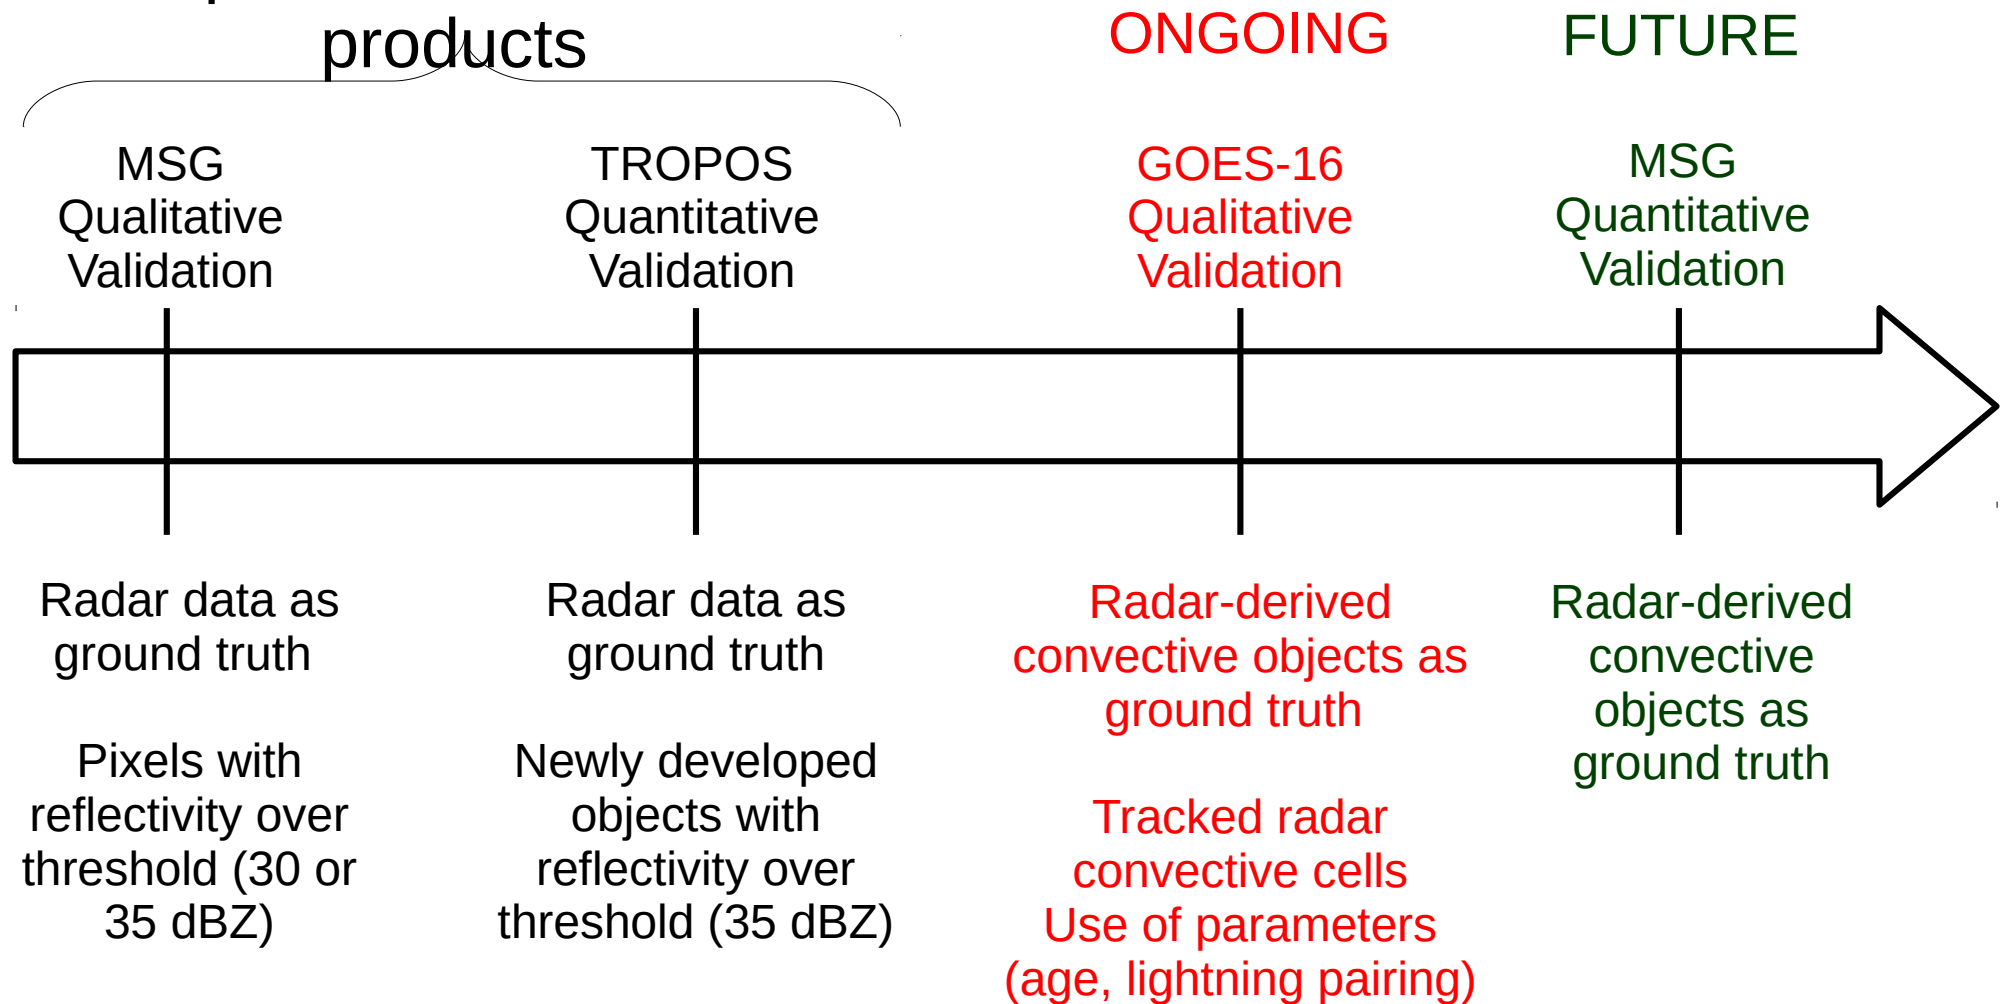 products
ONGOING
FUTURE
MSG
Qualitative
Validation
TROPOS
Quantitative
Validation
GOES-16
Qualitative
Validation
MSG
Quantitative
Validation
Radar data as
ground truth
Pixels with
reflectivity over
threshold (30 or
35 dBZ)
Radar data as
ground truth
Newly developed
objects with
reflectivity over
threshold (35 dBZ)
Radar-derived
convective objects as
ground truth
Tracked radar
convective cells
Use of parameters
(age, lightning pairing)
Radar-derived
convective
objects as
ground truth